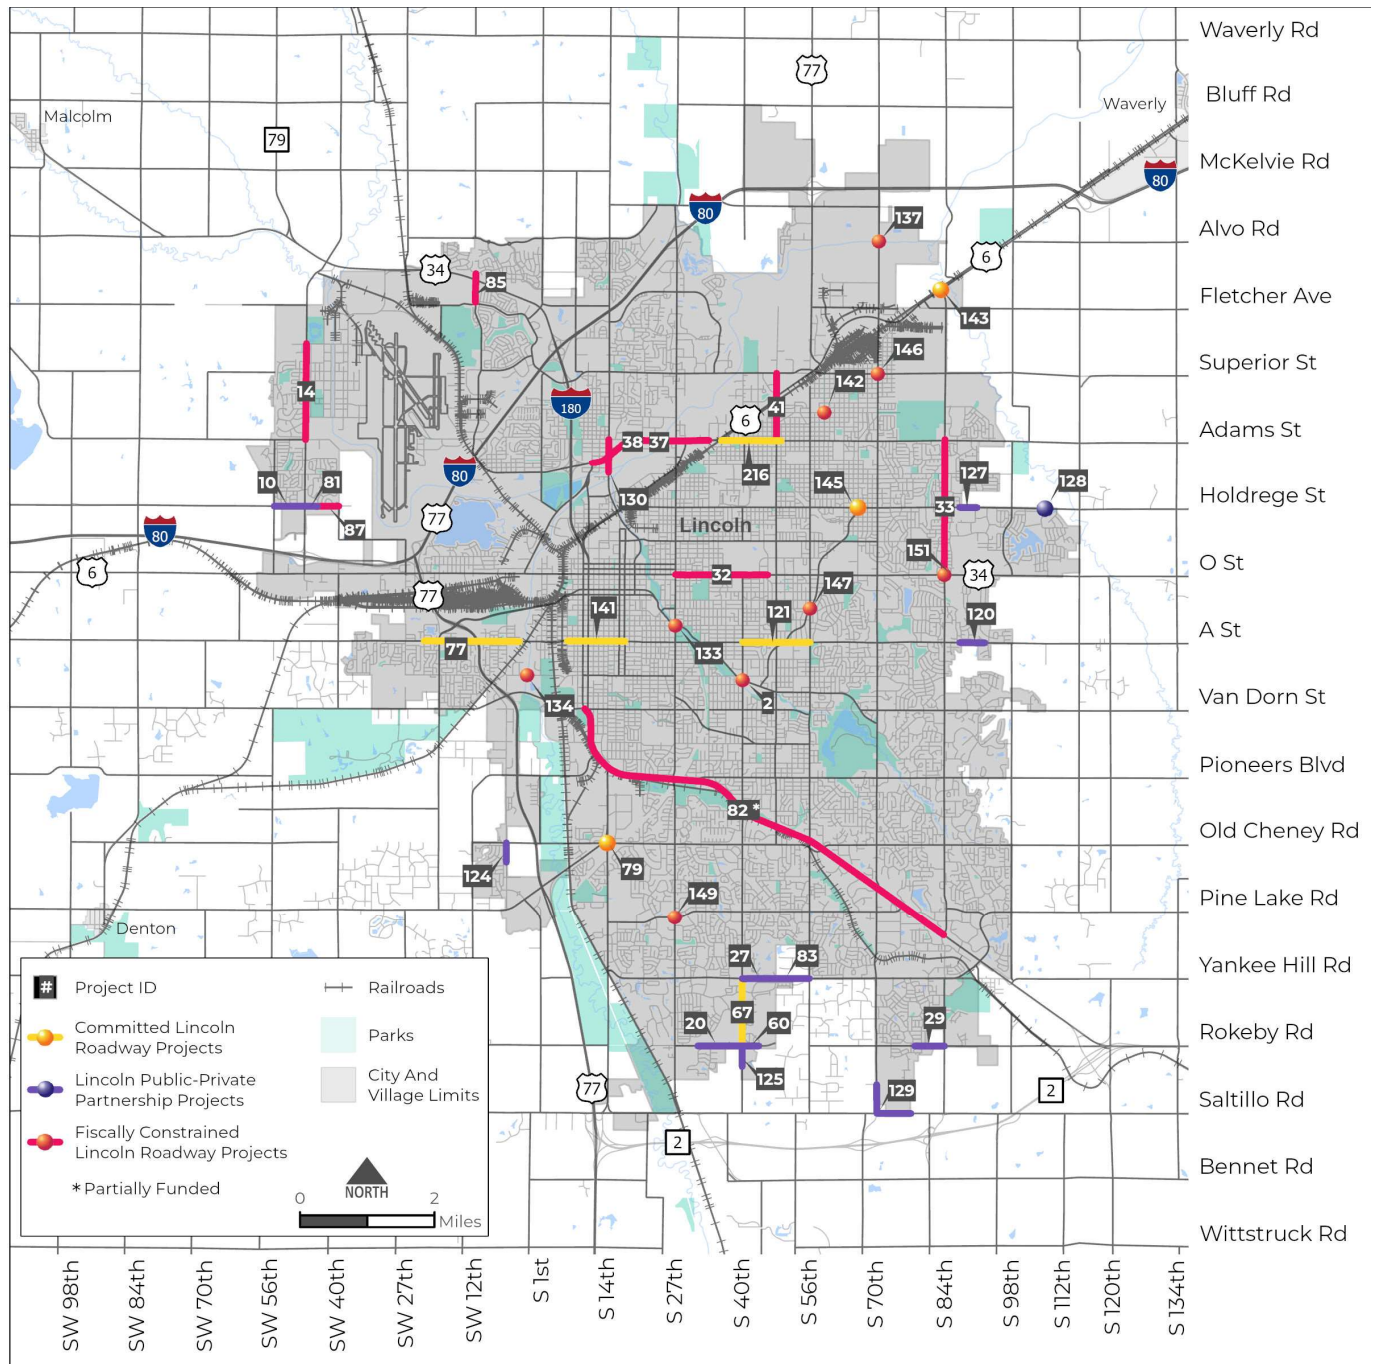 Waverly Rd
77
Bluff Rd
Waverly
Malcolm
79
McKelvie Rd
80
80
137
Alvo Rd
6
34
85
Fletcher Ave
143
146
Superior St
142
14
180
41
6
Adams St
38
37
216
10
81
80
130
145
127
128
Holdrege St
33
87
77
Lincoln
80
151
O St
6
32
34
77
147
141
121
120
A St
77
133
134
2
Van Dorn St
Pioneers Blvd
82 *
Old Cheney Rd
124
79
149
Pine Lake Rd
Denton
27
83
Yankee Hill Rd
67
20
60
29
Rokeby Rd
125
77
129
2
Saltillo Rd
2
Bennet Rd
Wittstruck Rd
# Project ID
Railroads
Committed Lincoln
Roadway Projects
Parks
Lincoln Public-Private
Partnership Projects
City And
Village Limits
Fiscally Constrained
Lincoln Roadway Projects
* Partially Funded
NORTH
0 2
Miles
SW 98th
SW 84th
SW 70th
SW 56th
SW 40th
SW 27th
SW 12th
S 1st
S 14th
S 27th
S 40th
S 56th
S 70th
S 84th
S 98th
S 112th
S 120th
S 134th